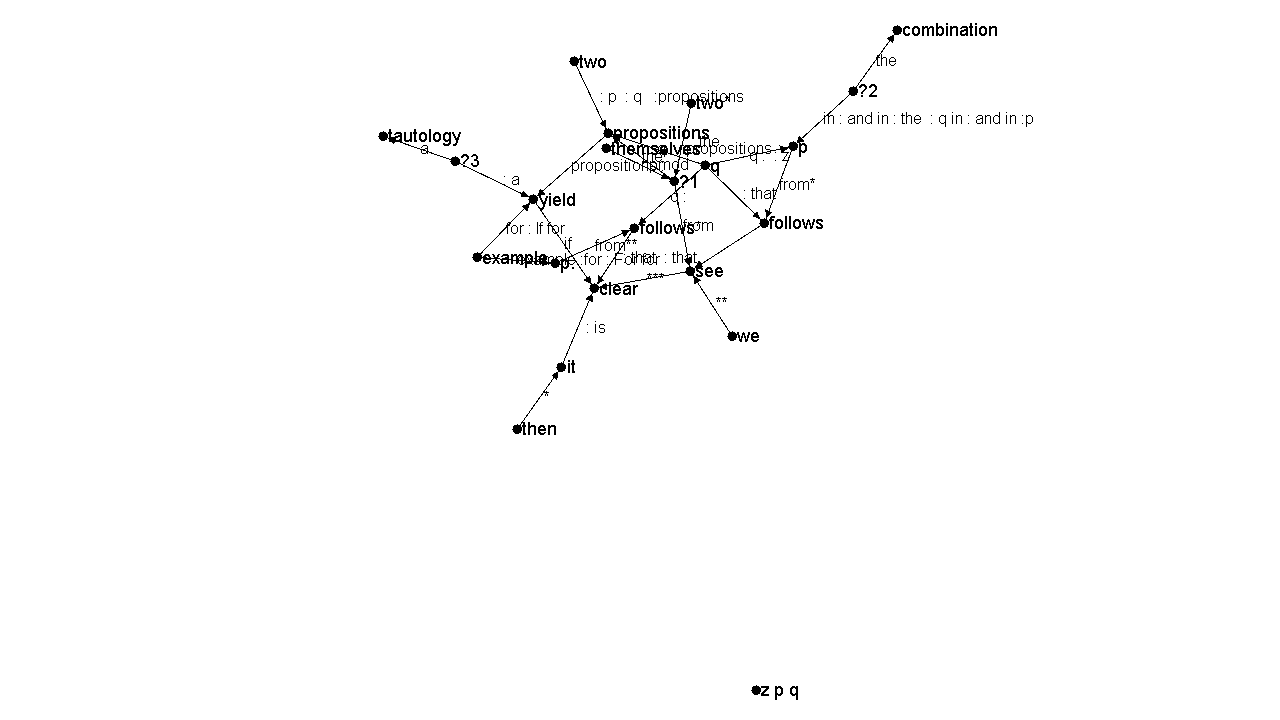 combination
two
the
?2
: p : q :propositions
two*
in : and in : the : q in : and in :p
propositions
tautology
the
a
themselves
propositions
p
?3
q : : z
q
: a
?1
from*
: that
yield
follows
follows*
from
for : If for
if
from**
example
example :for : For for
: that : that
p.
see
***
clear
**
: is
we
it
*
then
z p q